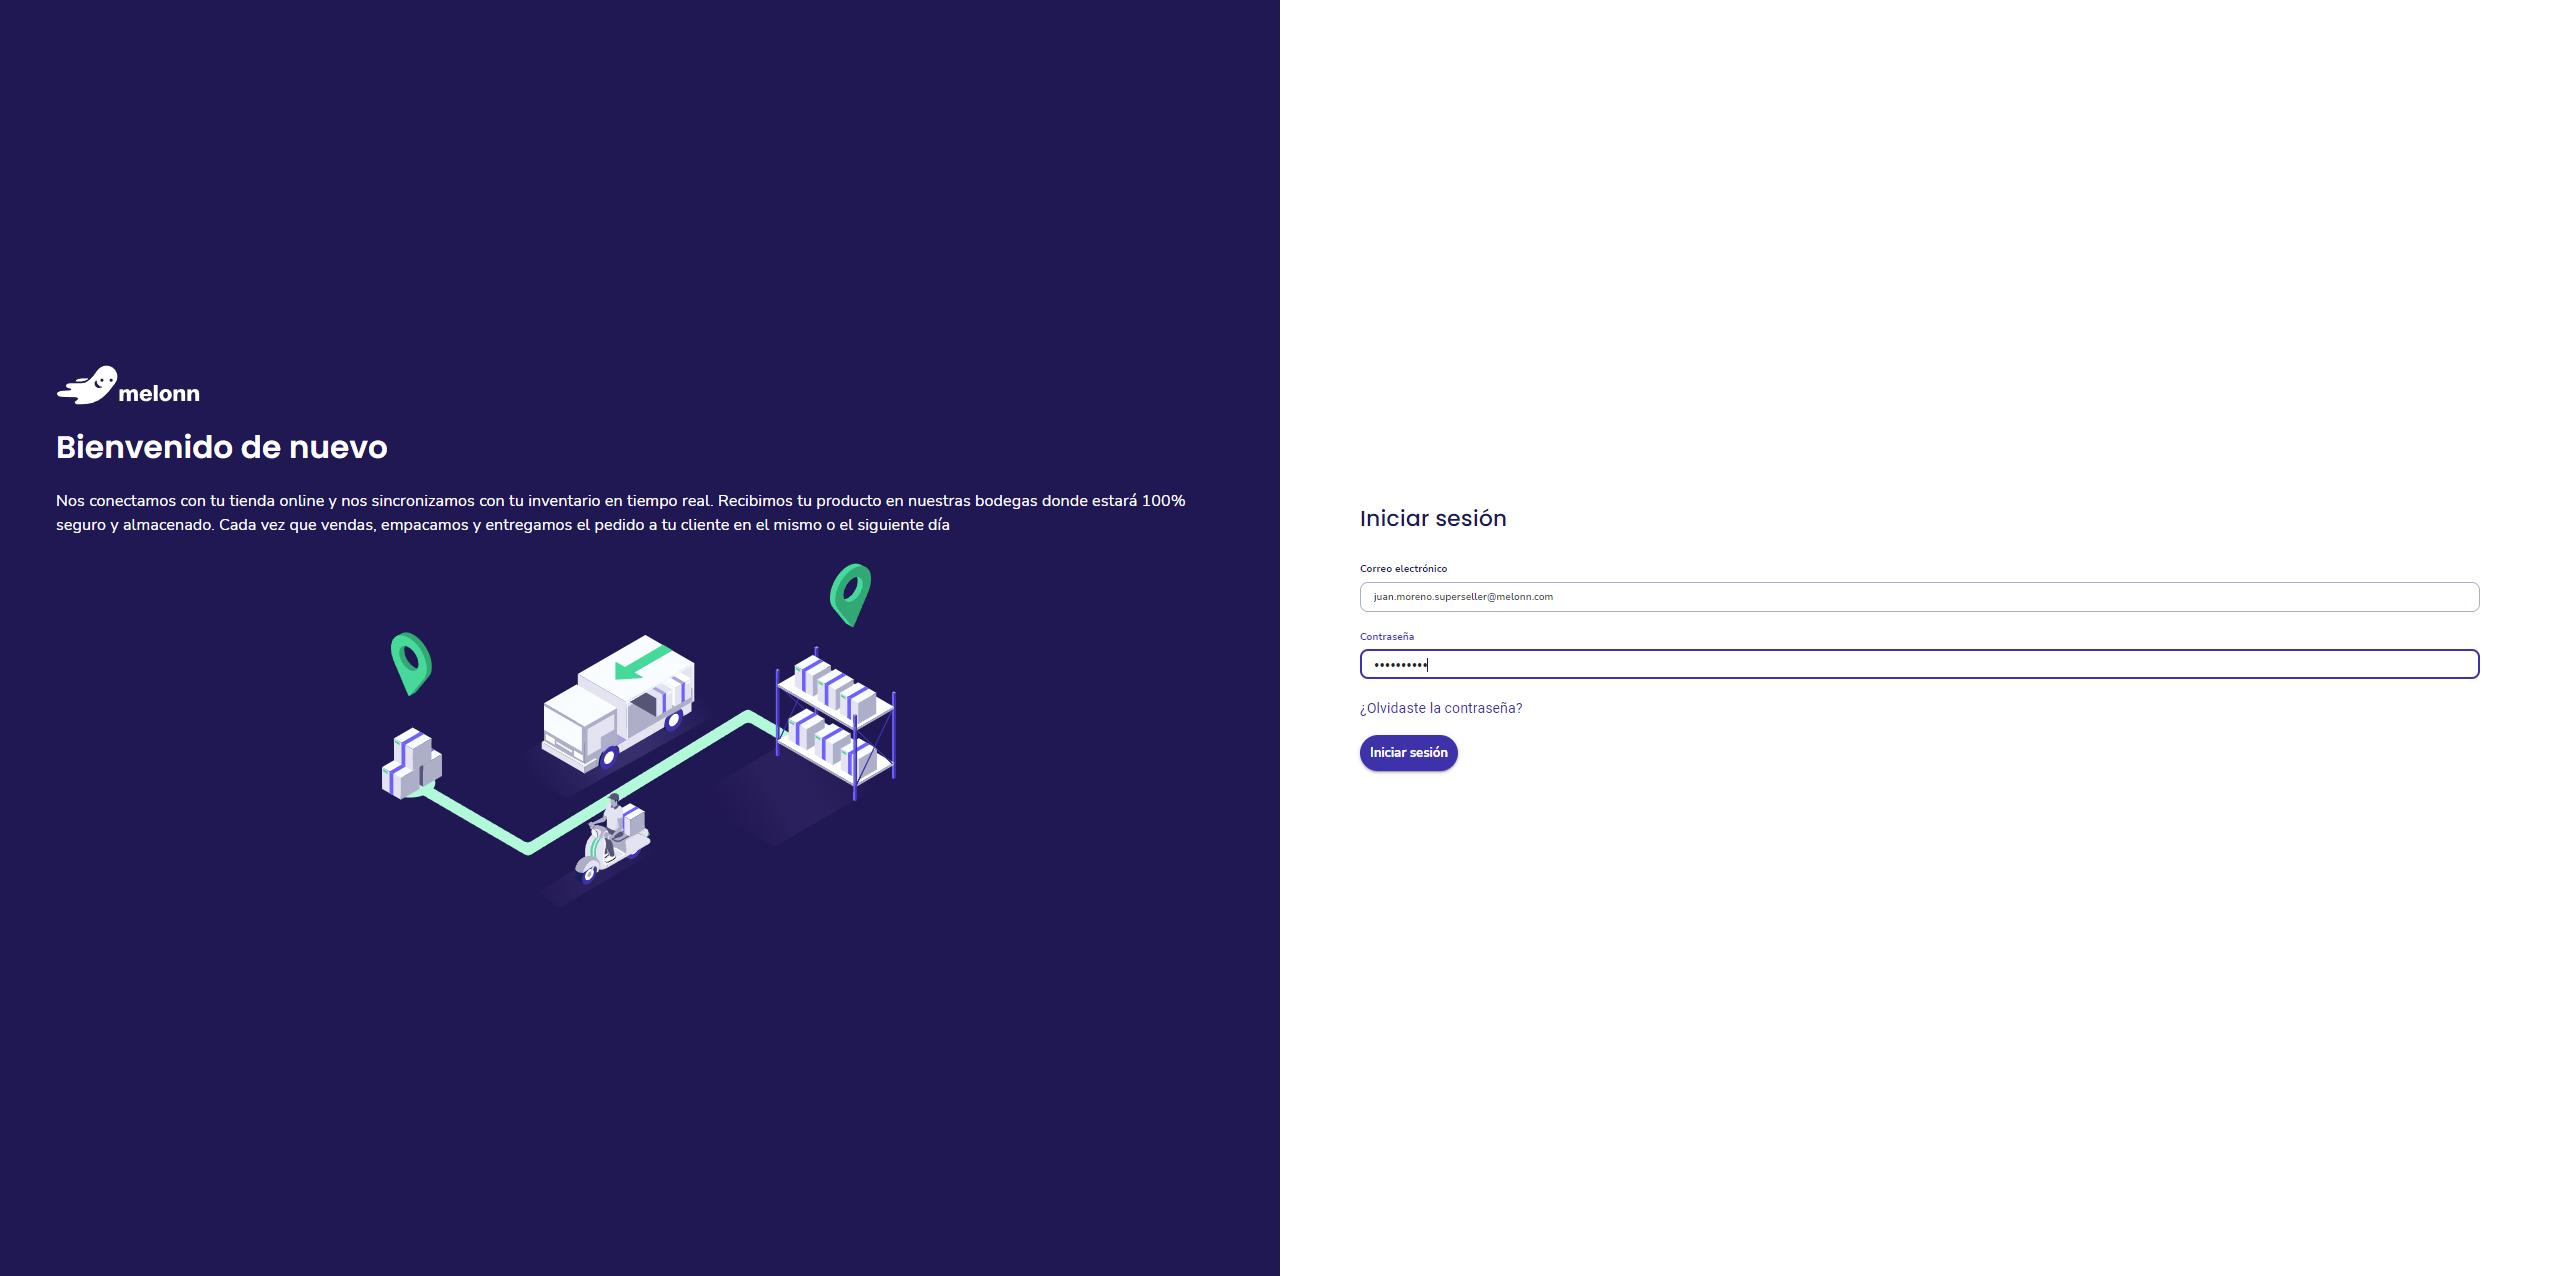 melonn
Bienvenido de nuevo
Nos conectamos con tu tienda online y nos sincronizamos con tu inventario en tiempo real. Recibimos tu producto en nuestras bodegas donde estará 100%
seguro y almacenado. Cada vez que vendas, empacamos y entregamos el pedido a tu cliente en el mismo o el siguiente día
Iniciar sesión
Correo electrónico
juan.moreno.superseller@melonn.com
Contraseña
••••••••••
¿Olvidaste la contraseña?
Iniciar sesión